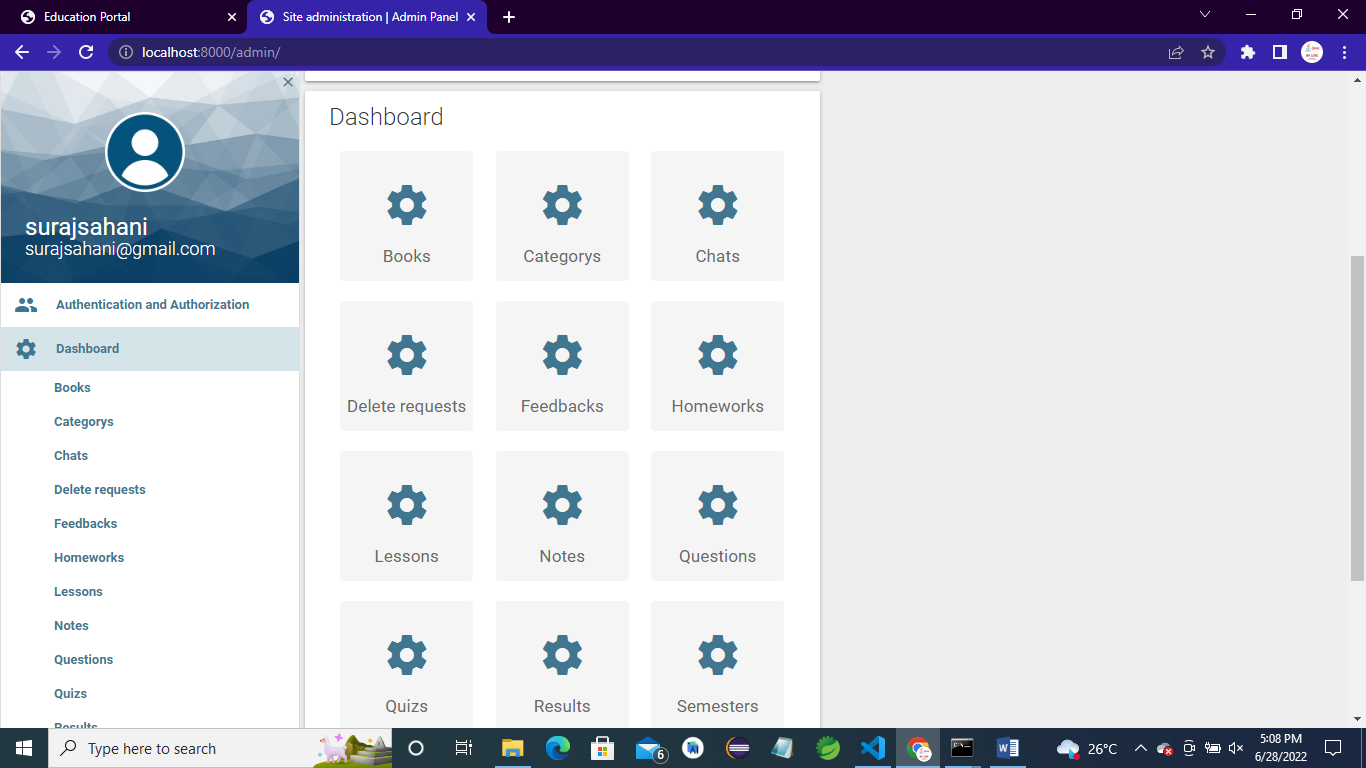 Education Portal
Site administration | Admin Panel
localhost:8000/admin/
surajsahani
surajsahani@gmail.com
Authentication and Authorization
Dashboard
Books
Categorys
Chats
Delete requests
Feedbacks
Homeworks
Lessons
Notes
Questions
Quizs
Results
Dashboard
Books Categorys Chats
Delete requests Feedbacks Homeworks
Lessons Notes Questions
Quizs Results Semesters
Type here to search
6
26°C
5:08 PM
6/28/2022